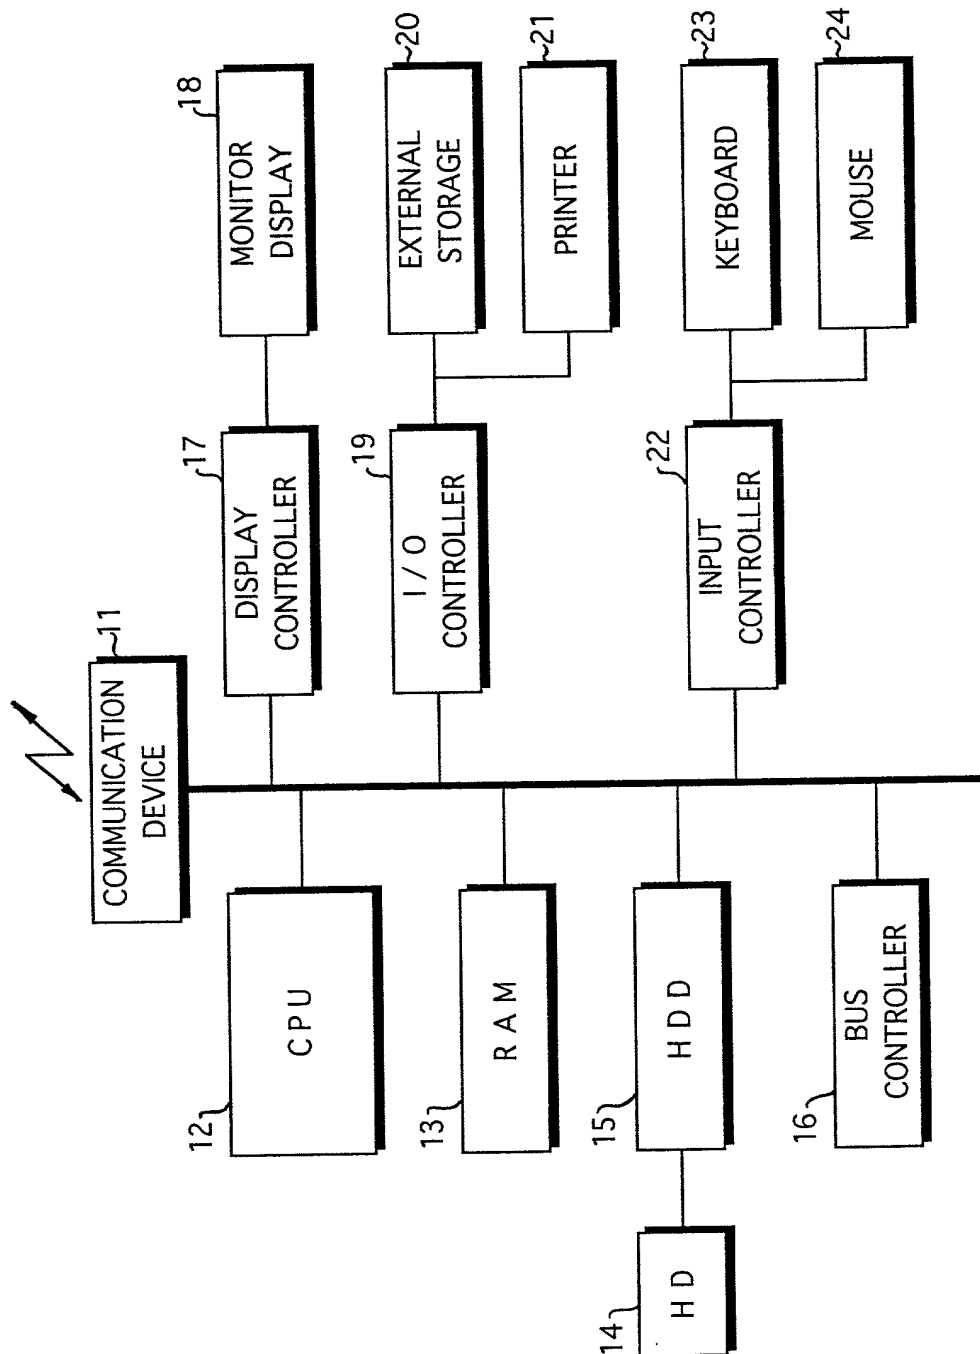 11
COMMUNICATION
DEVICE
12
CPU
13
RAM
14
HD
15
HDD
16
BUS
CONTROLLER
17
DISPLAY
CONTROLLER
18
MONITOR
DISPLAY
19
I/O
CONTROLLER
20
EXTERNAL
STORAGE
21
PRINTER
22
INPUT
CONTROLLER
23
KEYBOARD
24
MOUSE